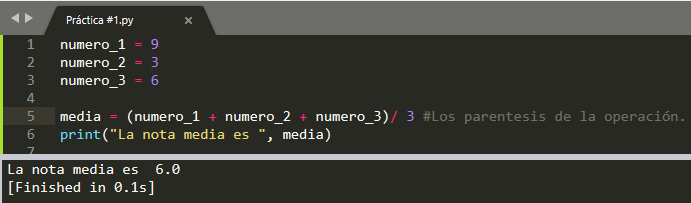 Práctica #1.py ×
1 numero_1 = 9
2 numero_2 = 3
3 numero_3 = 6
4
5 media = (numero_1 + numero_2 + numero_3)/ 3 #Los parentesis de la operación.
6 print("La nota media es ", media)
7
La nota media es  6.0
[Finished in 0.1s]